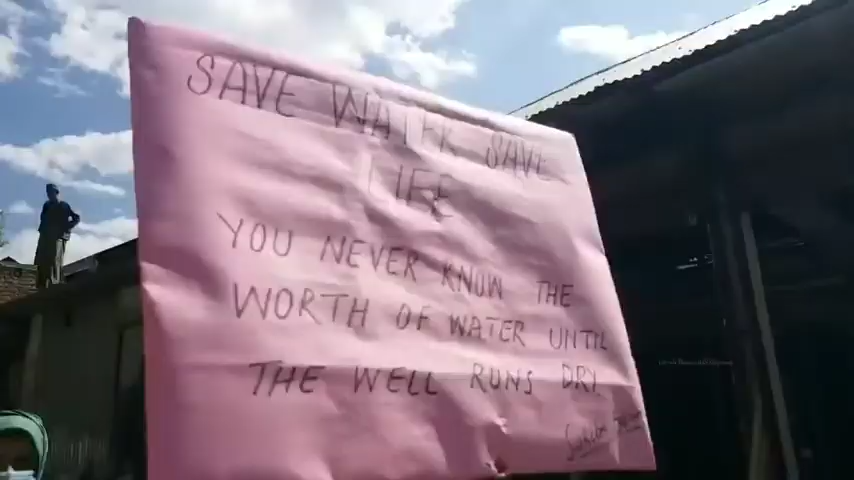 SAVE WATER SAVE
LIFE
YOU NEVER KNOW THE
WORTH OF WATER UNTIL
THE WELL RUNS DRY